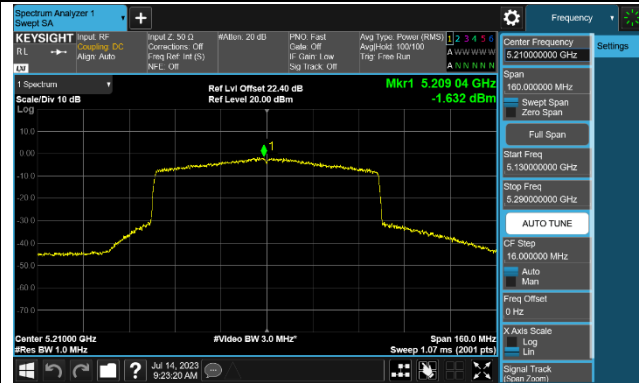 Spectrum Analyzer 1
Swept SA
+
Frequency
KEYSIGHT
RL
LXI
Input: RF
Coupling: DC
Align: Auto
Input Z: 50 Ω
Corrections: Off
Freq Ref: Int (S)
NFE: Off
#Atten: 20 dB
PNO: Fast
Gate: Off
IF Gain: Low
Sig Track: Off
Avg Type: Power (RMS)
Avg|Hold: 100/100
Trig: Free Run
1 2 3 4 5 6
A W W W W W
A N N N N N
1 Spectrum
Scale/Div 10 dB
Log
Ref Lvl Offset 22.40 dB
Ref Level 20.00 dBm
Mkr1 5.209 04 GHz
-1.632 dBm
10.0
0.00
-10.0
-20.0
-30.0
-40.0
-50.0
-60.0
-70.0
1
Center 5.21000 GHz
#Res BW 1.0 MHz
#Video BW 3.0 MHz*
Span 160.0 MHz
Sweep 1.07 ms (2001 pts)
Center Frequency
5.210000000 GHz
Settings
Span
160.000000 MHz
Swept Span
Zero Span
Full Span
Start Freq
5.130000000 GHz
Stop Freq
5.290000000 GHz
AUTO TUNE
CF Step
16.000000 MHz
Auto
Man
Freq Offset
0 Hz
X Axis Scale
Log
Lin
Signal Track
(Span Zoom)
?
Jul 14, 2023
9:23:20 AM